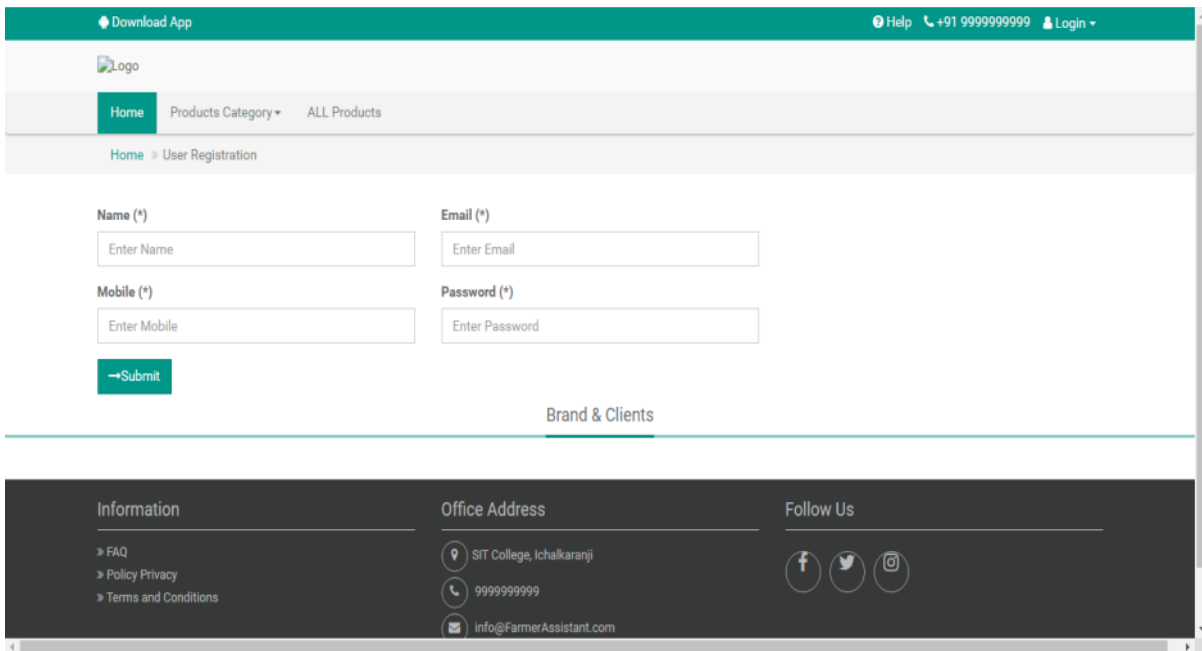 Download App Help +91 9999999999 Login
Logo
Home Products Category ALL Products
Home » User Registration
Name (*) Email (*)
Enter Name Enter Email
Mobile (*) Password (*)
Enter Mobile Enter Password
→Submit
Brand & Clients
Information Office Address Follow Us
» FAQ SIT College, Ichalkaranji
» Policy Privacy 9999999999
» Terms and Conditions info@FarmerAssistant.com